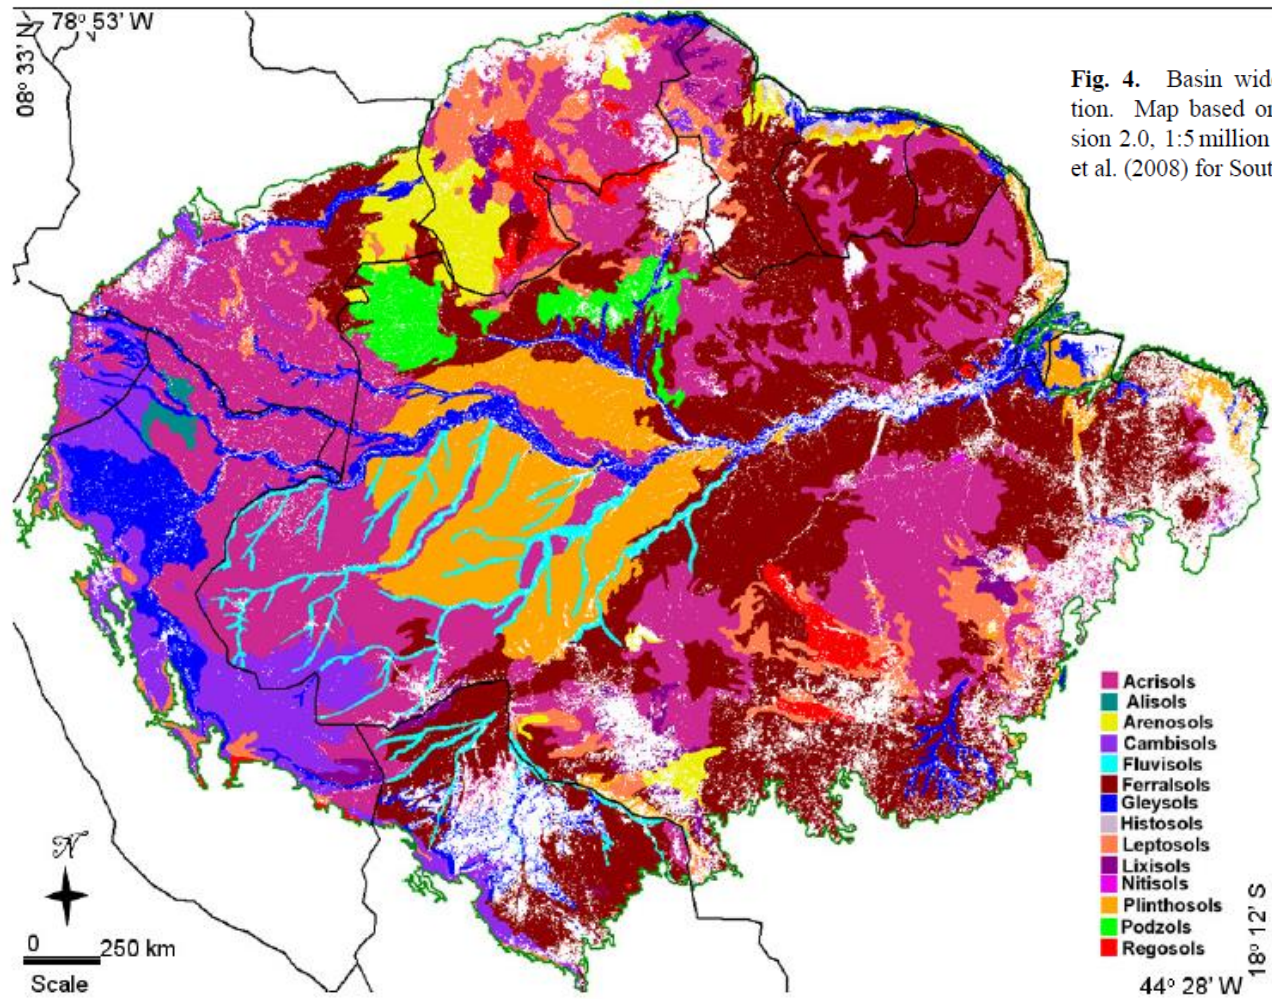 78° 53' W
08° 33' N
Fig. 4. Basin wid
tion. Map based or
sion 2.0, 1:5 million
et al. (2008) for Sout
Acrisols
Alisols
Arenosols
Cambisols
Fluvisols
Ferralsols
Gleysols
Histosols
Leptosols
Lixisols
Nitisols
Plinthosols
Podzols
Regosols
N
0 250 km
Scale
18° 12' S
44° 28' W